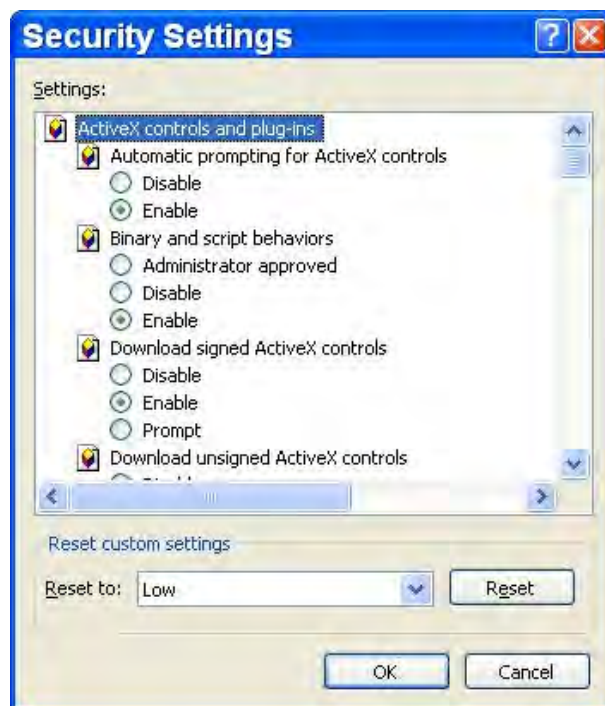 Security Settings
Settings:
ActiveX controls and plug-ins
Automatic prompting for ActiveX controls
Disable
Enable
Binary and script behaviors
Administrator approved
Disable
Enable
Download signed ActiveX controls
Disable
Enable
Prompt
Download unsigned ActiveX controls
Reset custom settings
Reset to: Low Reset
OK Cancel